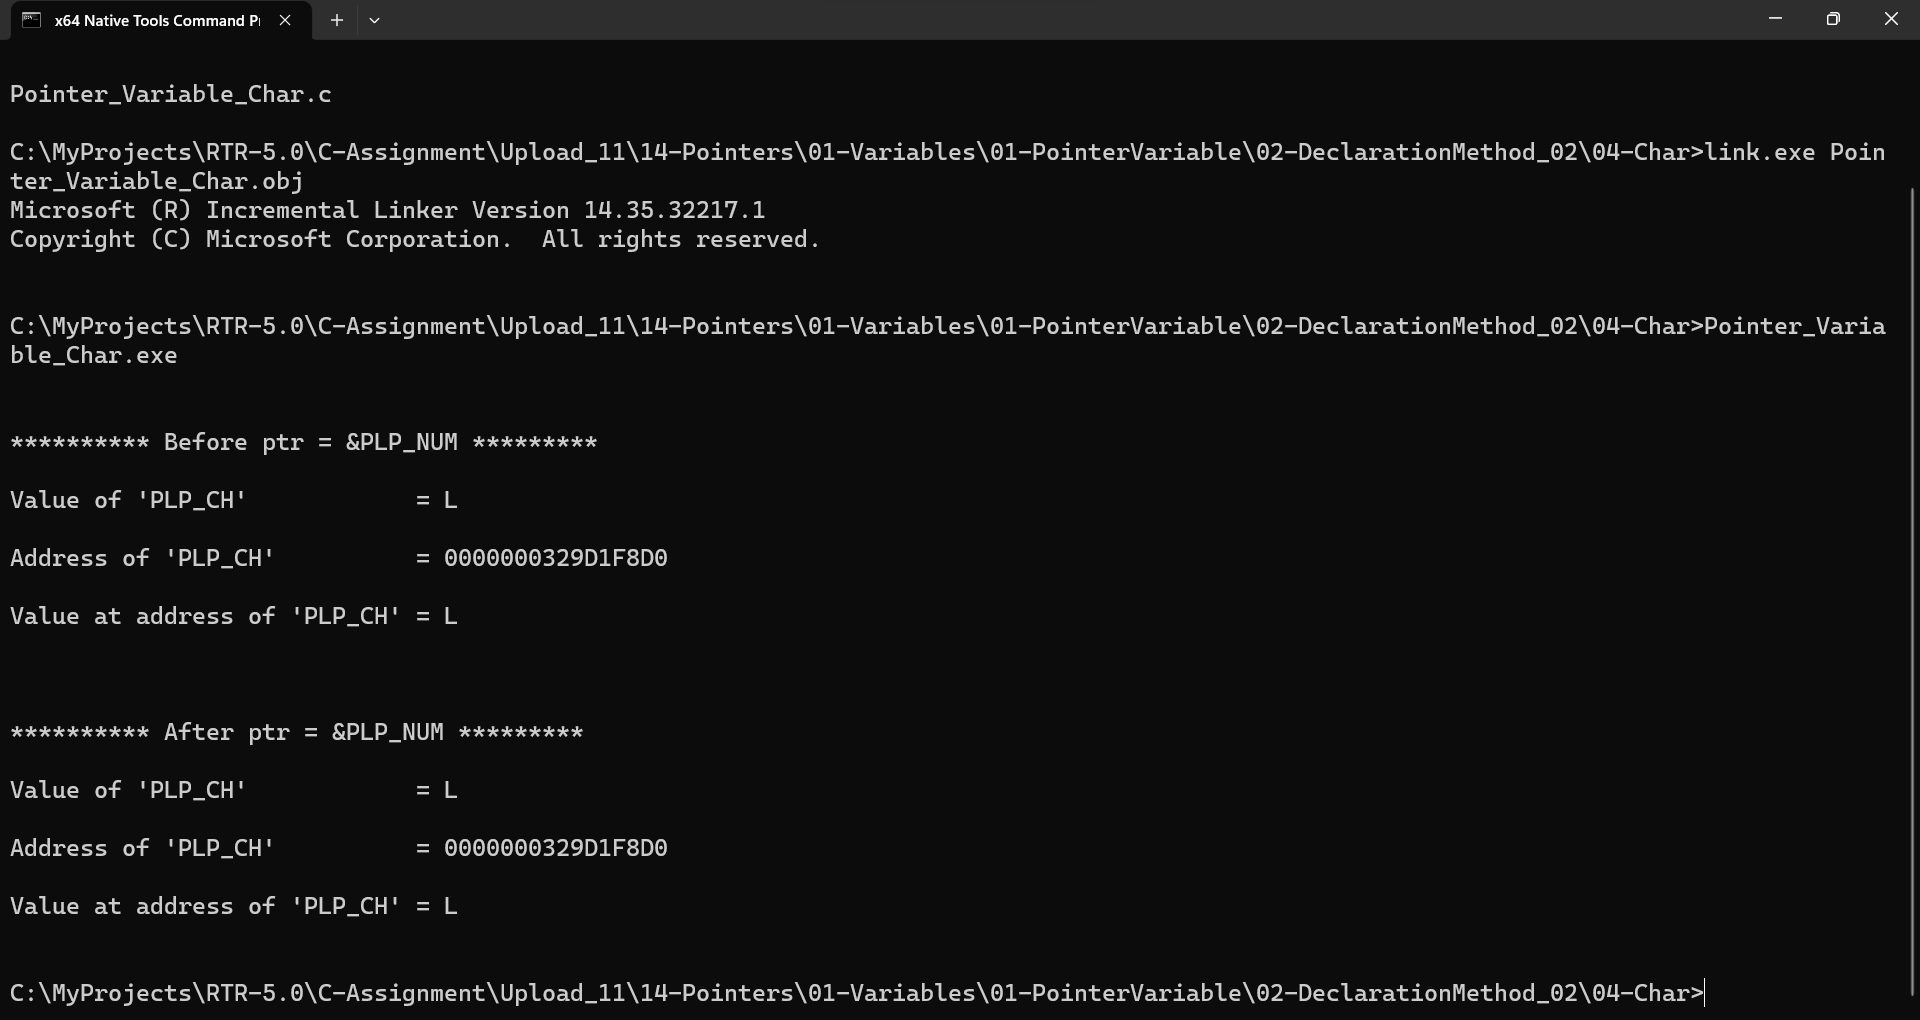 x64 Native Tools Command P
Pointer_Variable_Char.c
C:\MyProjects\RTR-5.0\C-Assignment\Upload_11\14-Pointers\01-Variables\01-PointerVariable\02-DeclarationMethod_02\04-Char>link.exe Poin
ter_Variable_Char.obj
Microsoft (R) Incremental Linker Version 14.35.32217.1
Copyright (C) Microsoft Corporation.  All rights reserved.
C:\MyProjects\RTR-5.0\C-Assignment\Upload_11\14-Pointers\01-Variables\01-PointerVariable\02-DeclarationMethod_02\04-Char>Pointer_Varia
ble_Char.exe
********** Before ptr = &PLP_NUM *********
Value of 'PLP_CH'            = L
Address of 'PLP_CH'          = 0000000329D1F8D0
Value at address of 'PLP_CH' = L
********** After ptr = &PLP_NUM *********
Value of 'PLP_CH'            = L
Address of 'PLP_CH'          = 0000000329D1F8D0
Value at address of 'PLP_CH' = L
C:\MyProjects\RTR-5.0\C-Assignment\Upload_11\14-Pointers\01-Variables\01-PointerVariable\02-DeclarationMethod_02\04-Char>